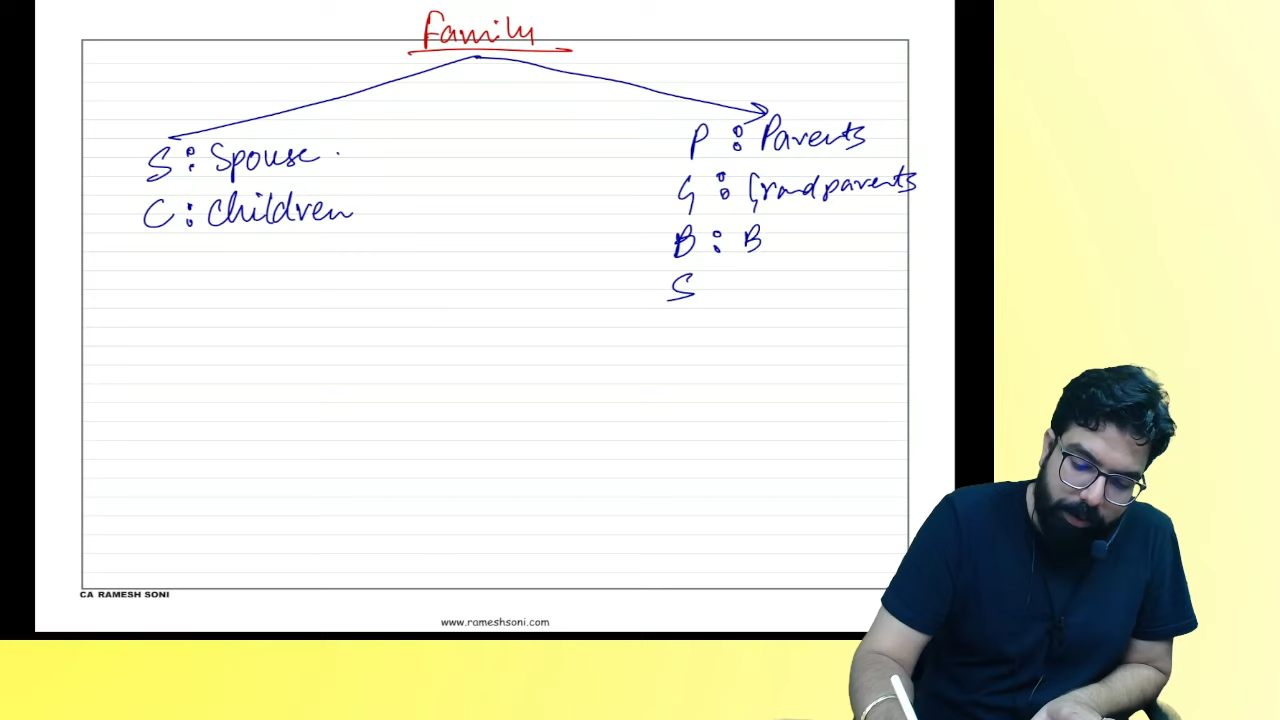 Family
S : Spouse.
C : Children
P : Parents
G : Grandparents
B : B
S
CA RAMESH SONI
www.rameshsoni.com